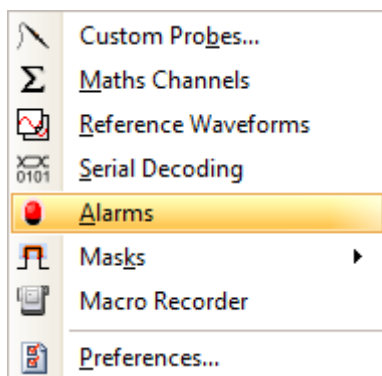 Custom Probes...
Maths Channels
Reference Waveforms
0101 Serial Decoding
Alarms
Masks
Macro Recorder
Preferences...